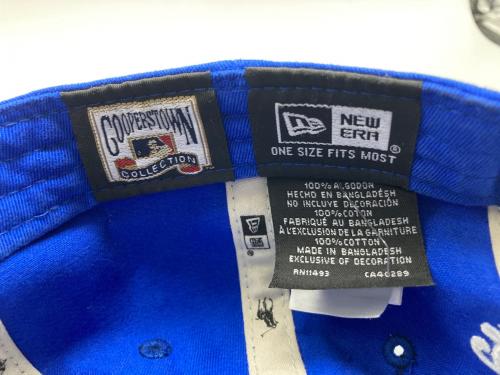 COOPERSTOWN
COLLECTION
NEW
ERA
ONE SIZE FITS MOST
100% ALGODON
HECHO EN BANGLADÉSH
NO INCLUYE DECORACIÓN
100% COTON
FABRIQUÉ AU BANGLADESH
À L'EXCLUSION DE LA GARNITURE
100% COTTON
MADE IN BANGLADESH
EXCLUSIVE OF DECORATION
RN11493 CA40289